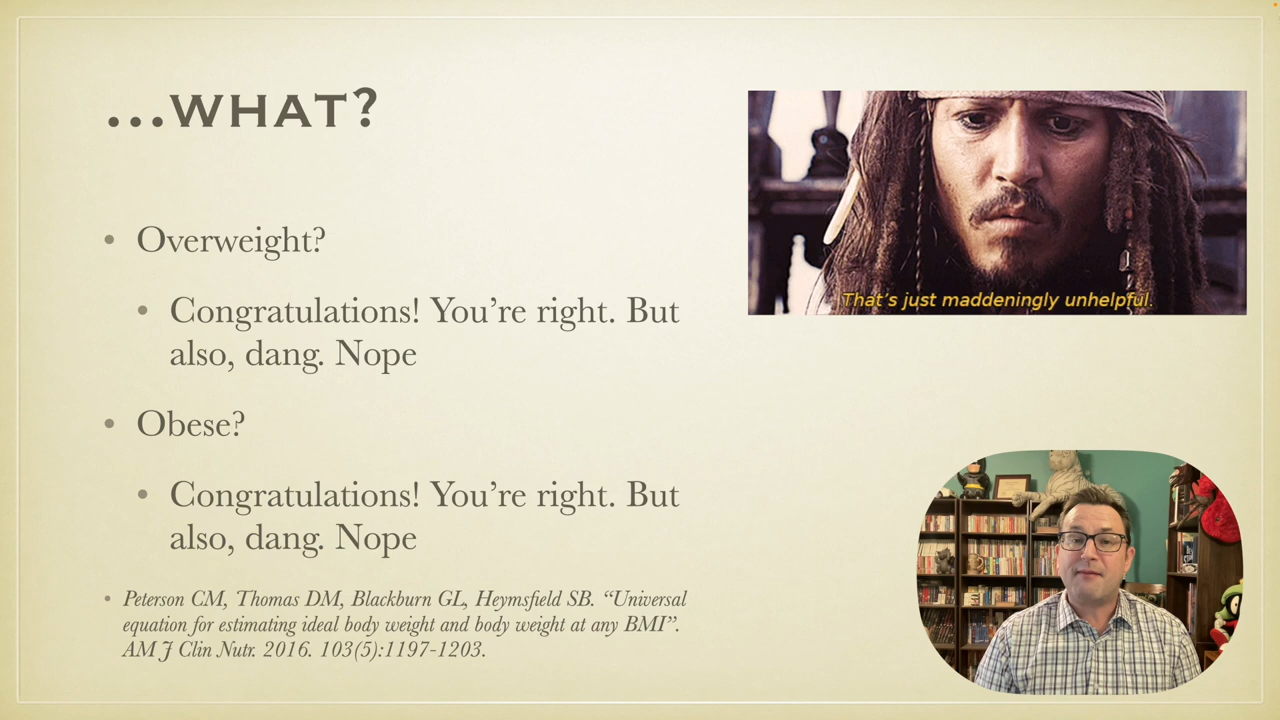 ...WHAT?
• Overweight?
• Congratulations! You’re right. But
also, dang. Nope
• Obese?
• Congratulations! You’re right. But
also, dang. Nope
• Peterson CM, Thomas DM, Blackburn GL, Heymsfield SB. “Universal
equation for estimating ideal body weight and body weight at any BMI”.
AM J Clin Nutr. 2016. 103(5):1197-1203.
That's just maddeningly unhelpful.